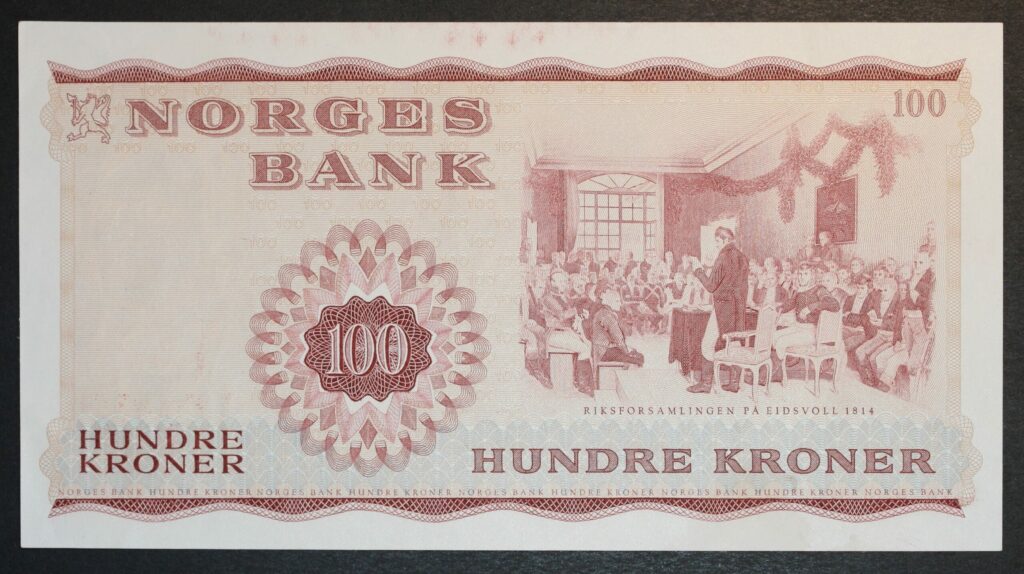 NORGES
BANK
100
100
RIKSFORSAMLINGEN PÅ EIDSVOLL 1814
HUNDRE
KRONER
HUNDRE KRONER
NORGES BANK HUNDRE KRONER NORGES BANK HUNDRE KRONER NORGES BANK HUNDRE KRONER NORGES BANK HUNDRE KRONER NORGES BANK